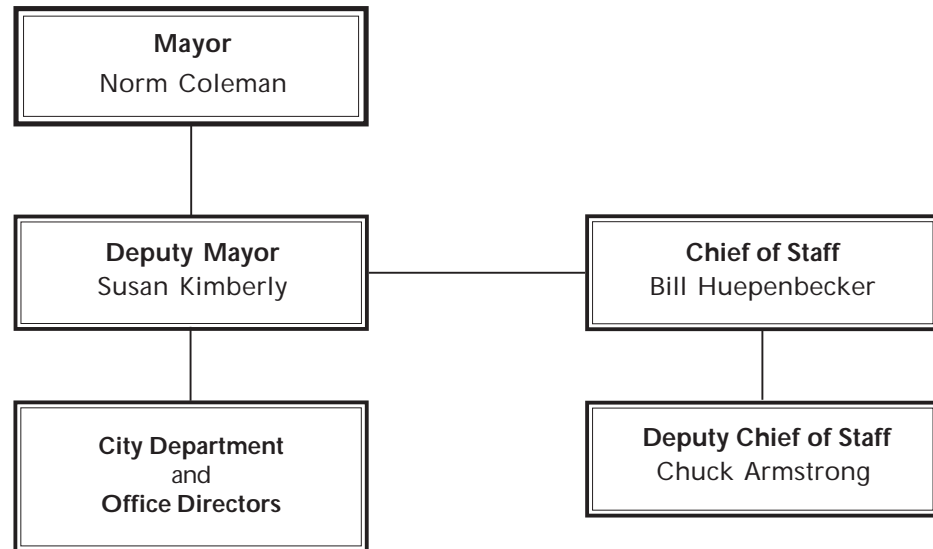 Mayor
Norm Coleman
Deputy Mayor
Susan Kimberly
Chief of Staff
Bill Huepenbecker
City Department
and
Office Directors
Deputy Chief of Staff
Chuck Armstrong